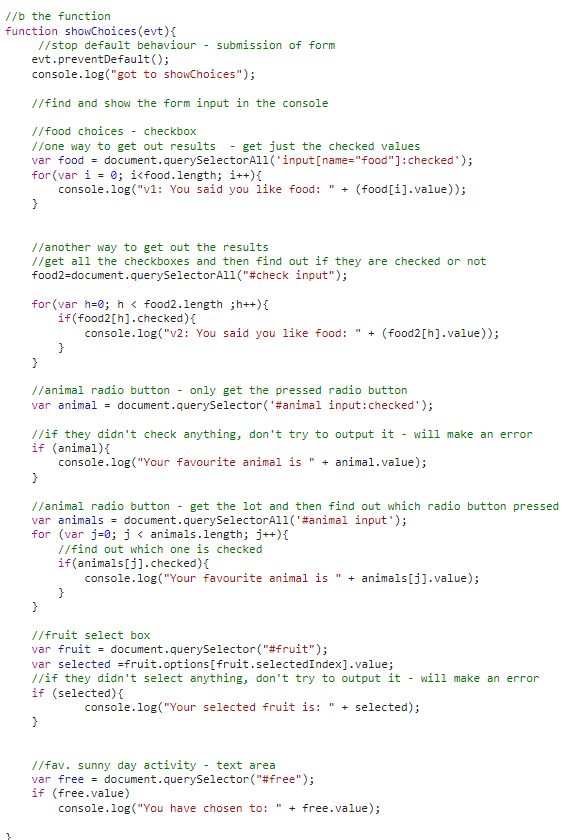 //b the function
function showChoices(evt){
//stop default behaviour - submission of form
evt.preventDefault();
console.log("got to showChoices");
//find and show the form input in the console
//food choices - checkbox
//one way to get out results  - get just the checked values
var food = document.querySelectorAll('input[name="food"]:checked');
for(var i = 0; i<food.length; i++){
console.log("v1: You said you like food: " + (food[i].value));
}
//another way to get out the results
//get all the checkboxes and then find out if they are checked or not
food2=document.querySelectorAll("#check input");
for(var h=0; h < food2.length ;h++){
if(food2[h].checked){
console.log("v2: You said you like food: " + (food2[h].value));
}
}
//animal radio button - only get the pressed radio button
var animal = document.querySelector('#animal input:checked');
//if they didn't check anything, don't try to output it - will make an error
if (animal){
console.log("Your favourite animal is " + animal.value);
}
//animal radio button - get the lot and then find out which radio button pressed
var animals = document.querySelectorAll('#animal input');
for (var j=0; j < animals.length; j++){
//find out which one is checked
if(animals[j].checked){
console.log("Your favourite animal is " + animals[j].value);
}
}
//fruit select box
var fruit = document.querySelector("#fruit");
var selected =fruit.options[fruit.selectedIndex].value;
//if they didn't select anything, don't try to output it - will make an error
if (selected){
console.log("Your selected fruit is: " + selected);
}
//fav. sunny day activity - text area
var free = document.querySelector("#free");
if (free.value)
console.log("You have chosen to: " + free.value);
}